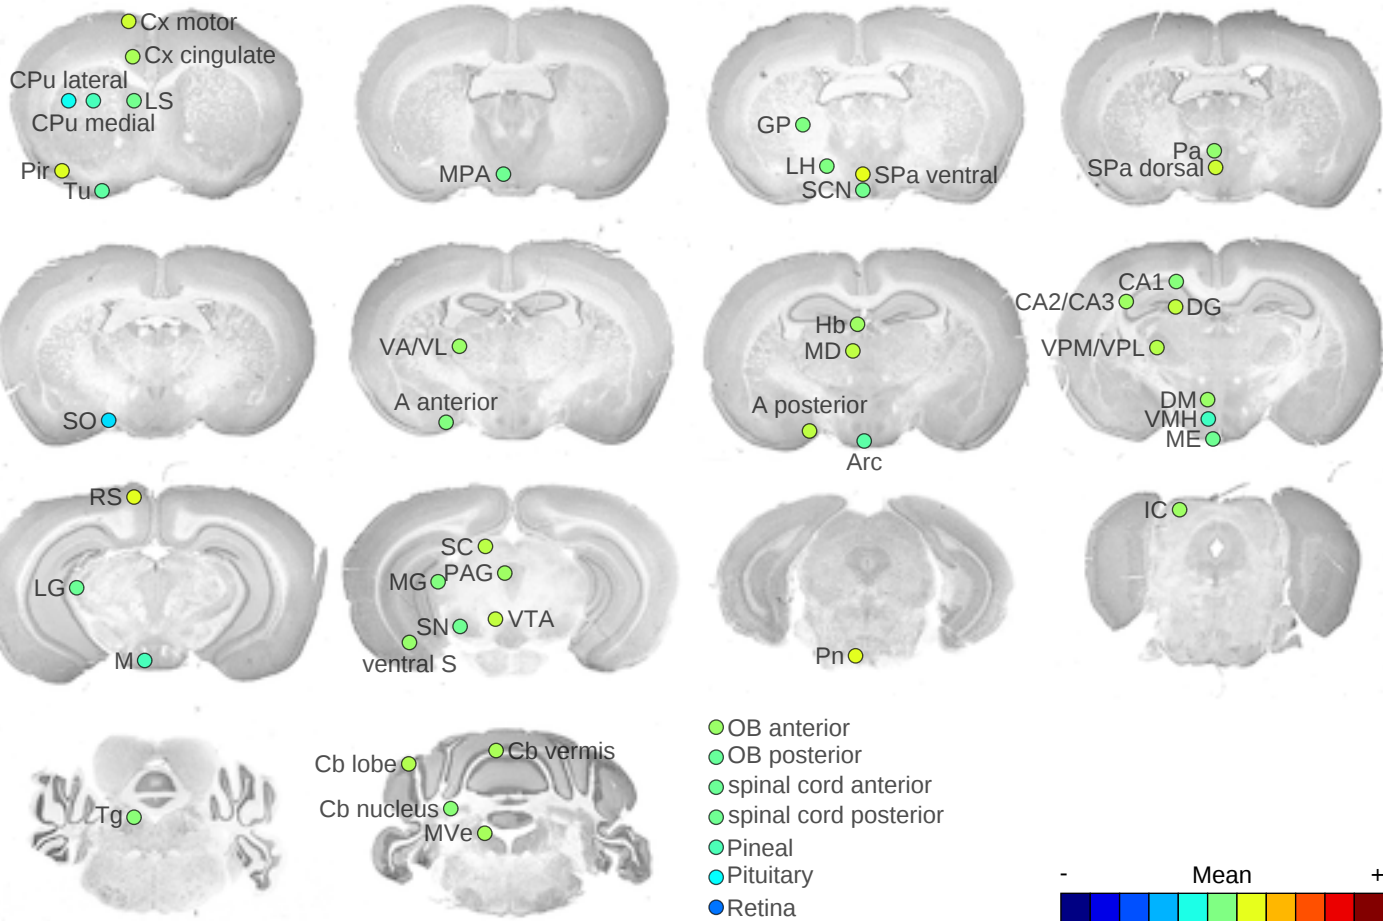 Cx motor
Cx cingulate
CPu lateral
LS
CPu medial
Pir
Tu
MPA
GP
LH
SPa ventral
SCN
Pa
SPa dorsal
SO
VA/VL
A anterior
Hb
MD
A posterior
Arc
CA1
CA2/CA3
DG
VPM/VPL
DM
VMH
ME
RS
LG
M
SC
PAG
MG
VTA
SN
ventral S
Pn
IC
Tg
Cb lobe
Cb vermis
Cb nucleus
MVe
OB anterior
OB posterior
spinal cord anterior
spinal cord posterior
Pineal
Pituitary
Retina
- Mean +